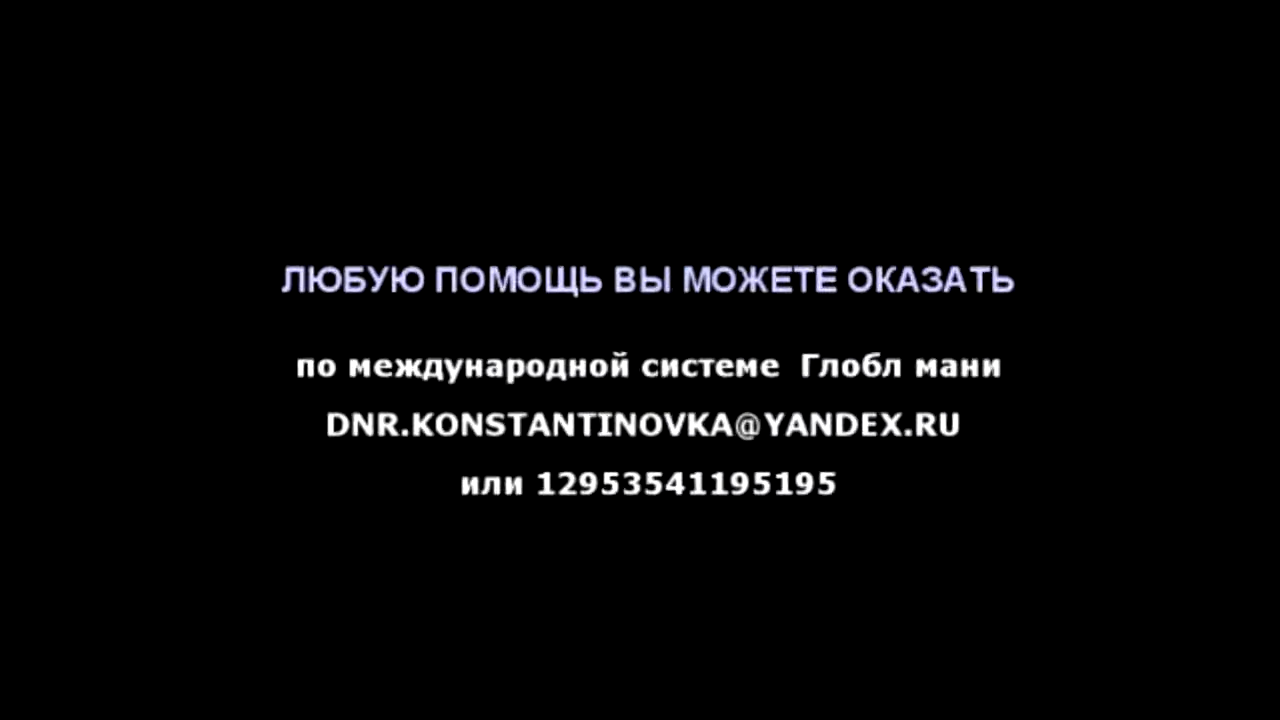 ЛЮБУЮ ПОМОЩЬ ВЫ МОЖЕТЕ ОКАЗАТЬ
по международной системе Глобл мани
DNR.KONSTANTINOVKA@YANDEX.RU
или 12953541195195